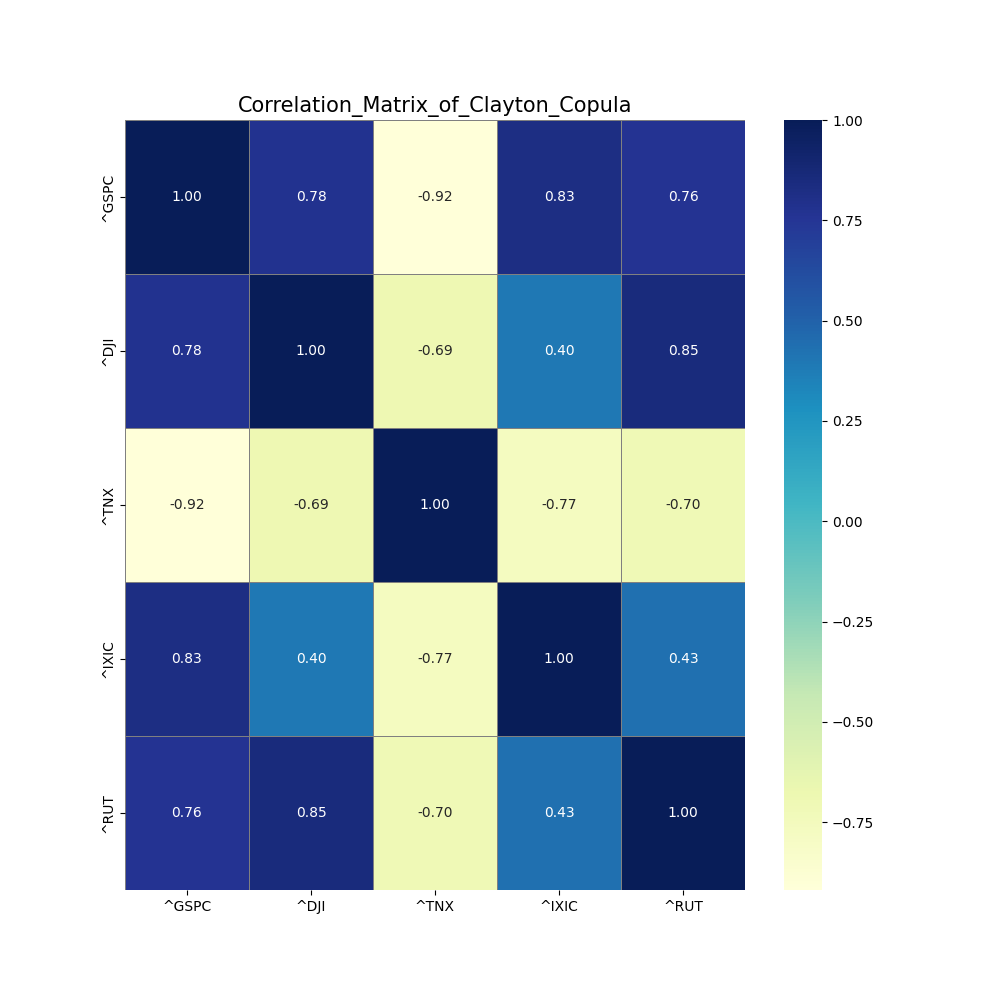 Correlation_Matrix_of_Clayton_Copula
^GSPC 1.00 0.78 -0.92 0.83 0.76
^DJI 0.78 1.00 -0.69 0.40 0.85
^TNX -0.92 -0.69 1.00 -0.77 -0.70
^IXIC 0.83 0.40 -0.77 1.00 0.43
^RUT 0.76 0.85 -0.70 0.43 1.00
^GSPC ^DJI ^TNX ^IXIC ^RUT
1.00
0.75
0.50
0.25
0.00
−0.25
−0.50
−0.75